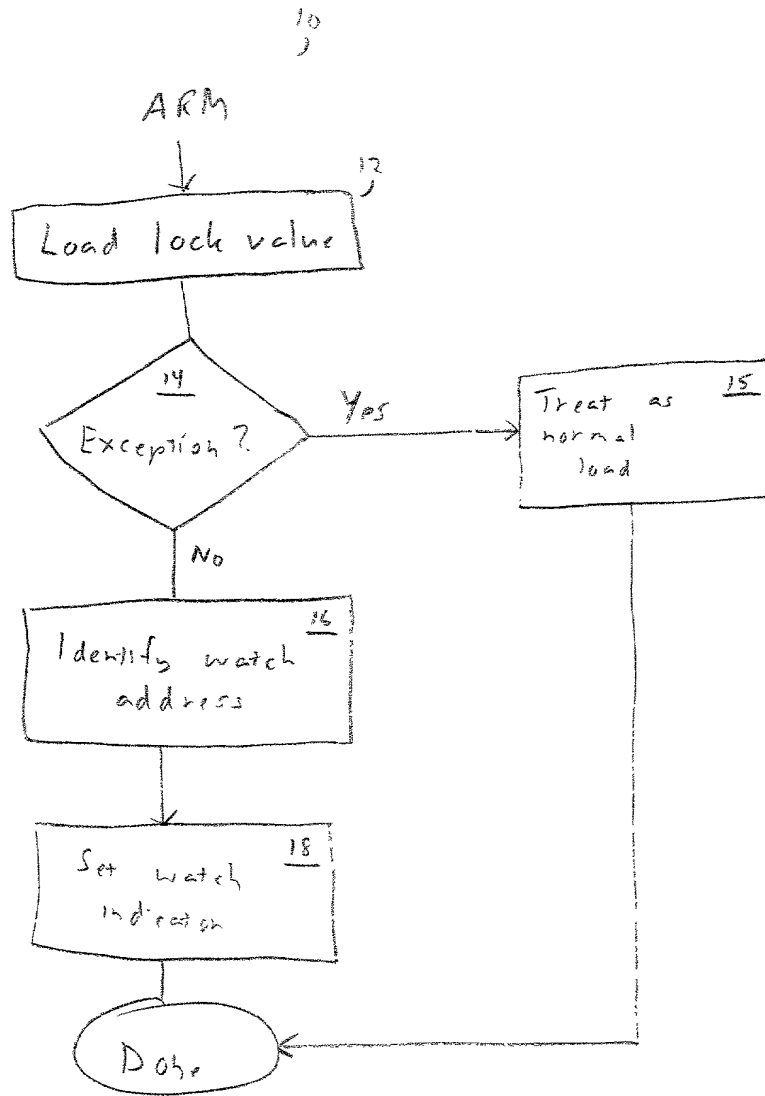 10
ARM
12
Load lock value
14
Exception?
Yes
Treat as 15
normal
load
No
16
Identify watch
address
18
Set watch
indicator
Done